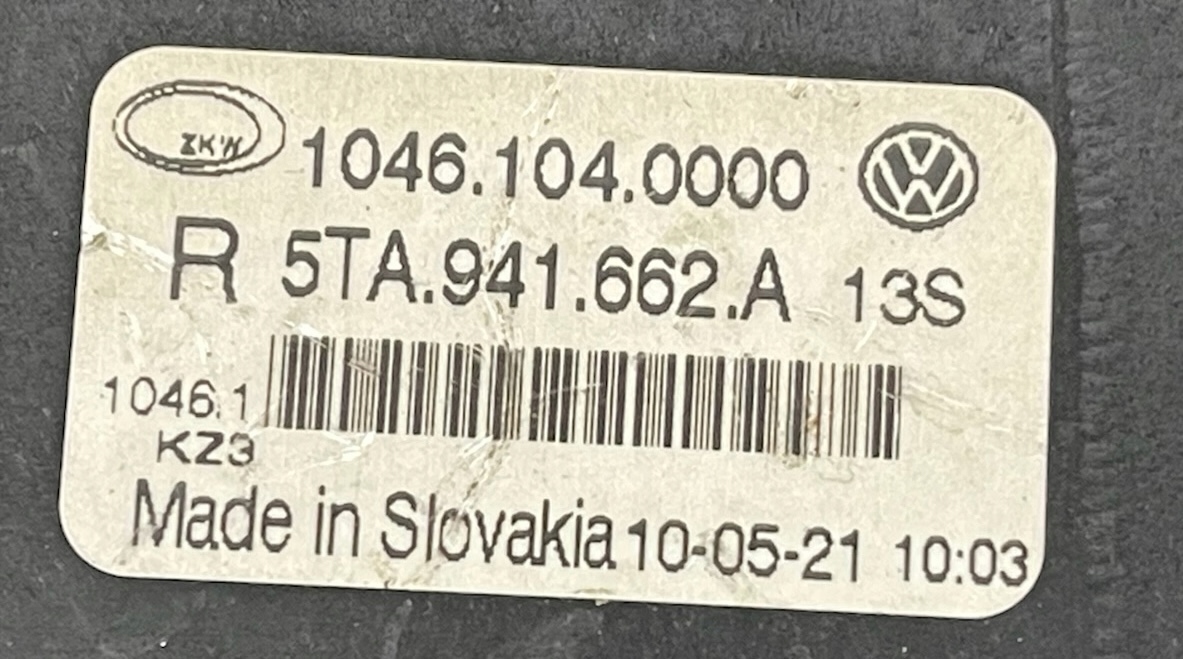 ZKW 1046.104.0000 VW
R 5TA.941.662.A 13S
1046.1
KZ3
Made in Slovakia 10-05-21 10:03